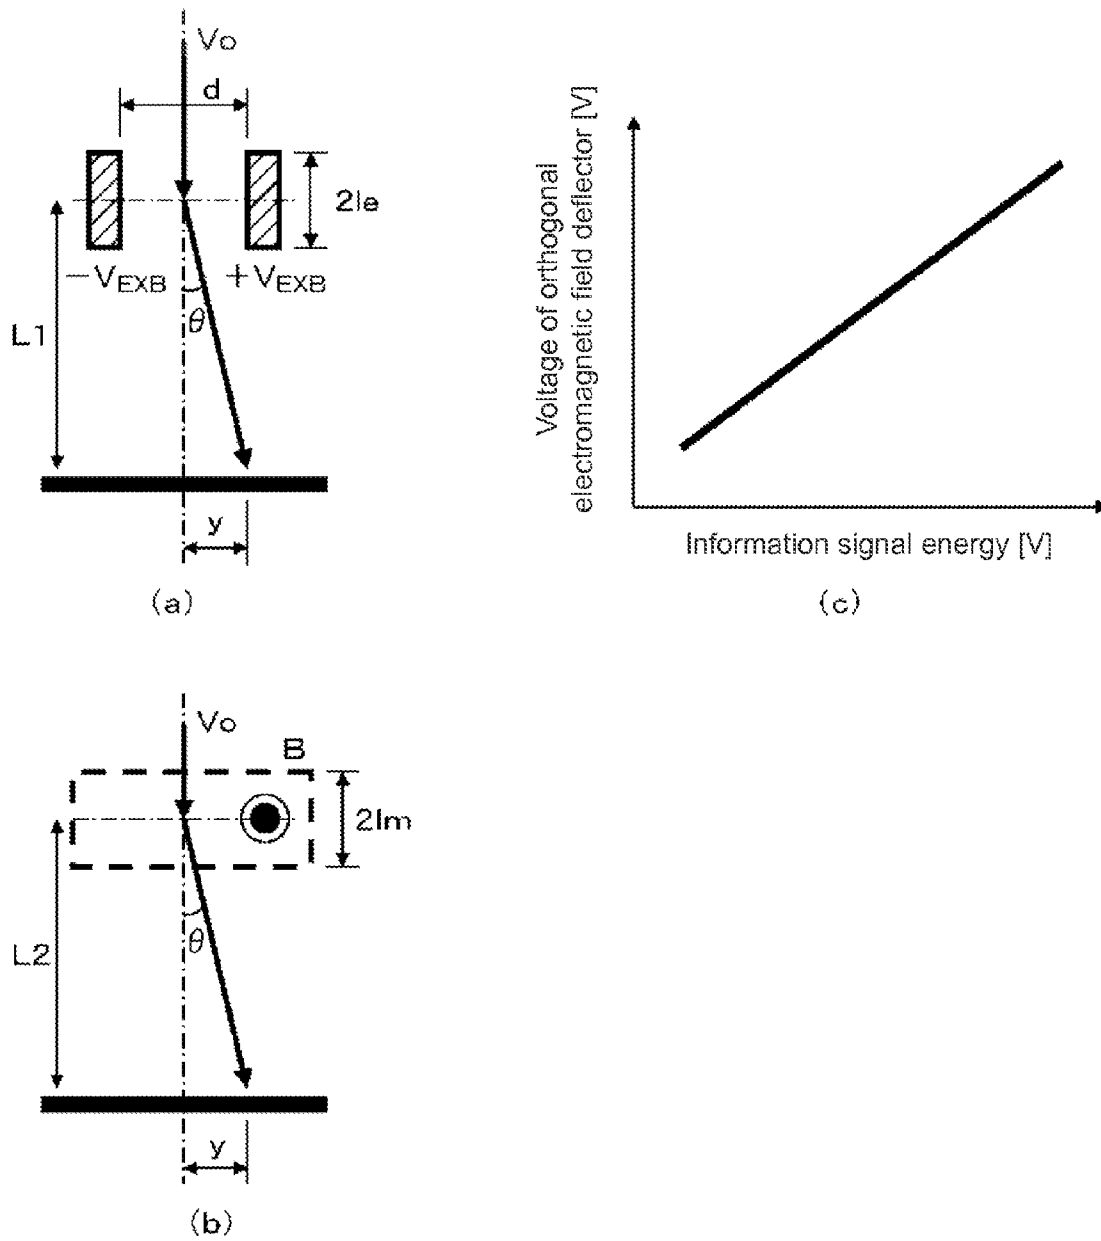 Vo
d
2le
−VEXB
+VEXB
θ
L1
y
(a)
Voltage of orthogonal
electromagnetic field deflector [V]
Information signal energy [V]
(c)
Vo
B
2lm
θ
L2
y
(b)